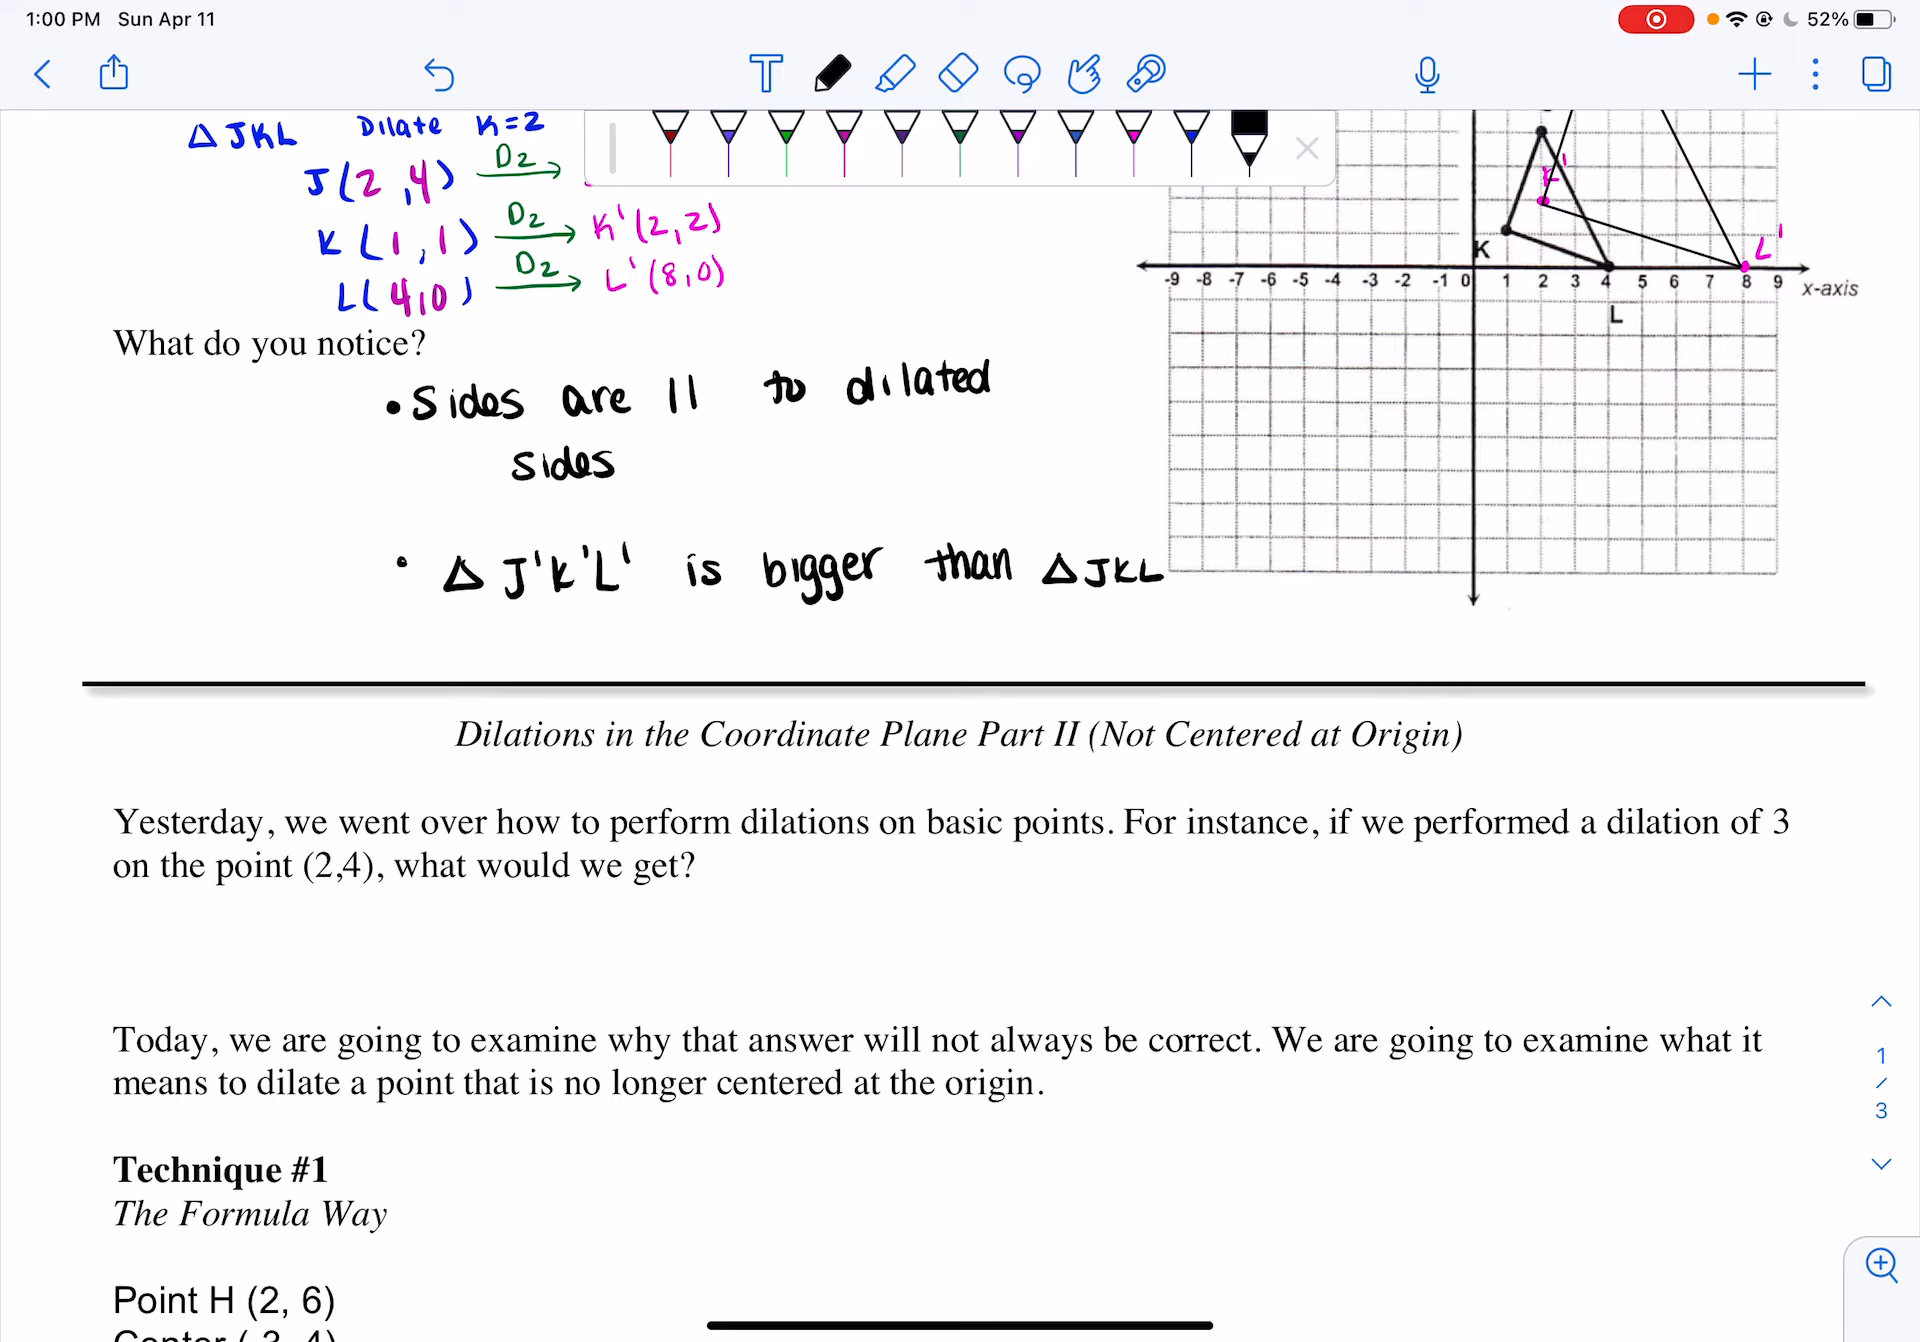 1:00 PM Sun Apr 11
52%
△ JKL Dilate K=2
J(2,4) D2
K(1,1) D2 K'(2,2)
L(4,0) D2 L'(8,0)
K
L'
-9 -8 -7 -6 -5 -4 -3 -2 -1 0 1 2 3 4 5 6 7 8 9 x-axis
L
What do you notice?
• Sides are || to dilated
sides
• △ J'K'L' is bigger than △JKL
Dilations in the Coordinate Plane Part II (Not Centered at Origin)
Yesterday, we went over how to perform dilations on basic points. For instance, if we performed a dilation of 3
on the point (2,4), what would we get?
Today, we are going to examine why that answer will not always be correct. We are going to examine what it
means to dilate a point that is no longer centered at the origin.
1
/
3
Technique #1
The Formula Way
Point H (2, 6)